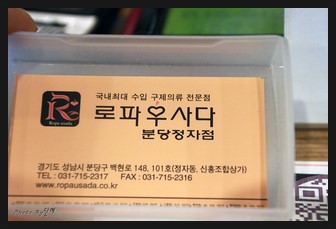 국내최대 수입 구제의류 전문점
R
Ropa usada
로파우사다
분당정자점
경기도 성남시 분당구 백현로 148, 101호(정자동, 신흥조합상가)
TEL : 031-715-2317 FAX : 031-715-2316
www.ropausada.co.kr